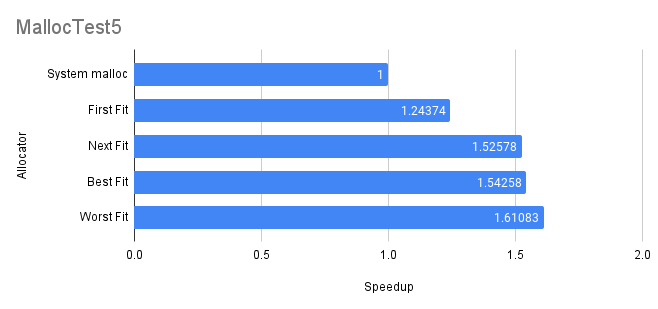 MallocTest5
Allocator
System malloc
1
First Fit
1.24374
Next Fit
1.52578
Best Fit
1.54258
Worst Fit
1.61083
0.0 0.5 1.0 1.5 2.0
Speedup